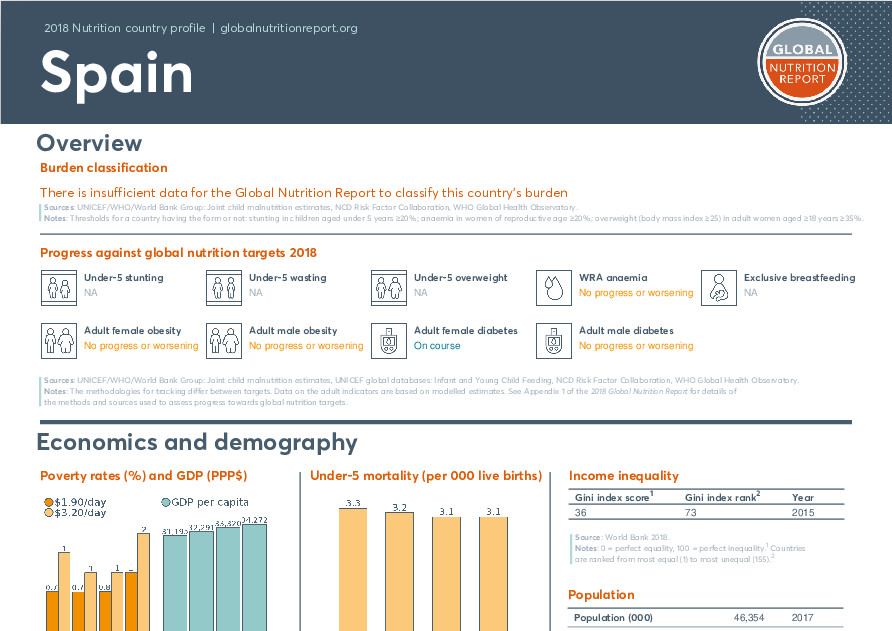 2018 Nutrition country profile | globalnutritionreport.org
Spain
GLOBAL
NUTRITION
REPORT
Overview
Burden classification
There is insufficient data for the Global Nutrition Report to classify this country's burden
Sources: UNICEF/WHO/World Bank Group: Joint child malnutrition estimates, NCD Risk Factor Collaboration, WHO Global Health Observatory.
Notes: Thresholds for a country having the form or not: stunting in children aged under 5 years ≥20%; anaemia in women of reproductive age ≥20%; overweight (body mass index ≥25) in adult women aged ≥18 years ≥35%.
Progress against global nutrition targets 2018
Under-5 stunting
NA
Under-5 wasting
NA
Under-5 overweight
NA
WRA anaemia
No progress or worsening
Exclusive breastfeeding
NA
Adult female obesity
No progress or worsening
Adult male obesity
No progress or worsening
Adult female diabetes
On course
Adult male diabetes
No progress or worsening
Sources: UNICEF/WHO/World Bank Group: Joint child malnutrition estimates, UNICEF global databases: Infant and Young Child Feeding, NCD Risk Factor Collaboration, WHO Global Health Observatory.
Notes: The methodologies for tracking differ between targets. Data on the adult indicators are based on modelled estimates. See Appendix 1 of the 2018 Global Nutrition Report for details of
the methods and sources used to assess progress towards global nutrition targets.
Economics and demography
Poverty rates (%) and GDP (PPP$)
$1.90/day
$3.20/day
GDP per capita
0.7 1 0.7 1 0.8 1 2
31,195 32,291 33,320 34,272
Under-5 mortality (per 000 live births)
3.3 3.2 3.1 3.1
Income inequality
Gini index score1 Gini index rank2 Year
36 73 2015
Source: World Bank 2018.
Notes: 0 = perfect equality, 100 = perfect inequality.1 Countries
are ranked from most equal (1) to most unequal (155).2
Population
Population (000) 46,354 2017